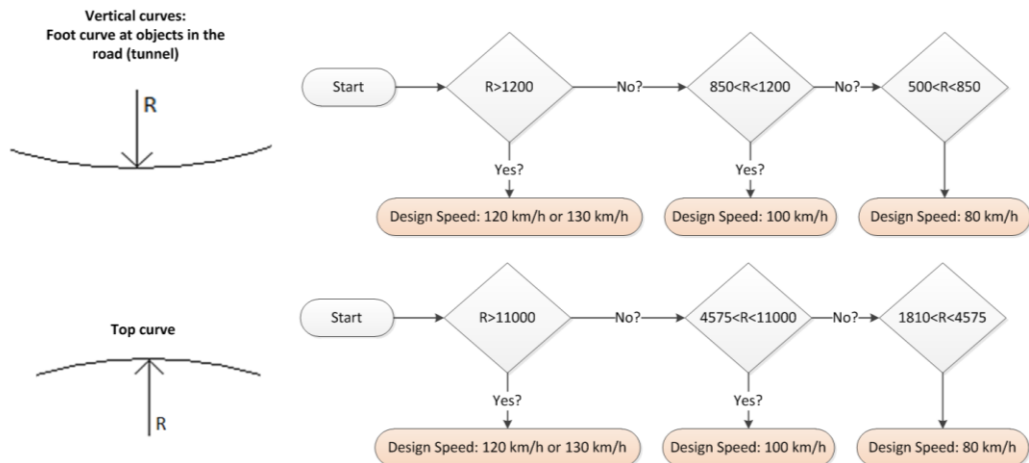 Vertical curves:
Foot curve at objects in the
road (tunnel)
R
Start
R>1200
No?
850<R<1200
No?
500<R<850
Yes?
Yes?
Design Speed: 120 km/h or 130 km/h
Design Speed: 100 km/h
Design Speed: 80 km/h
Top curve
R
Start
R>11000
No?
4575<R<11000
No?
1810<R<4575
Yes?
Yes?
Design Speed: 120 km/h or 130 km/h
Design Speed: 100 km/h
Design Speed: 80 km/h